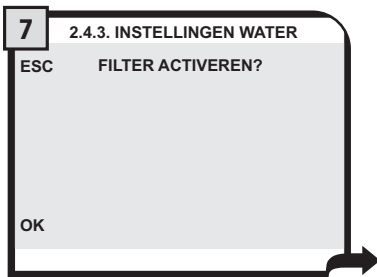 7
2.4.3. INSTELLINGEN WATER
ESC FILTER ACTIVEREN?
OK